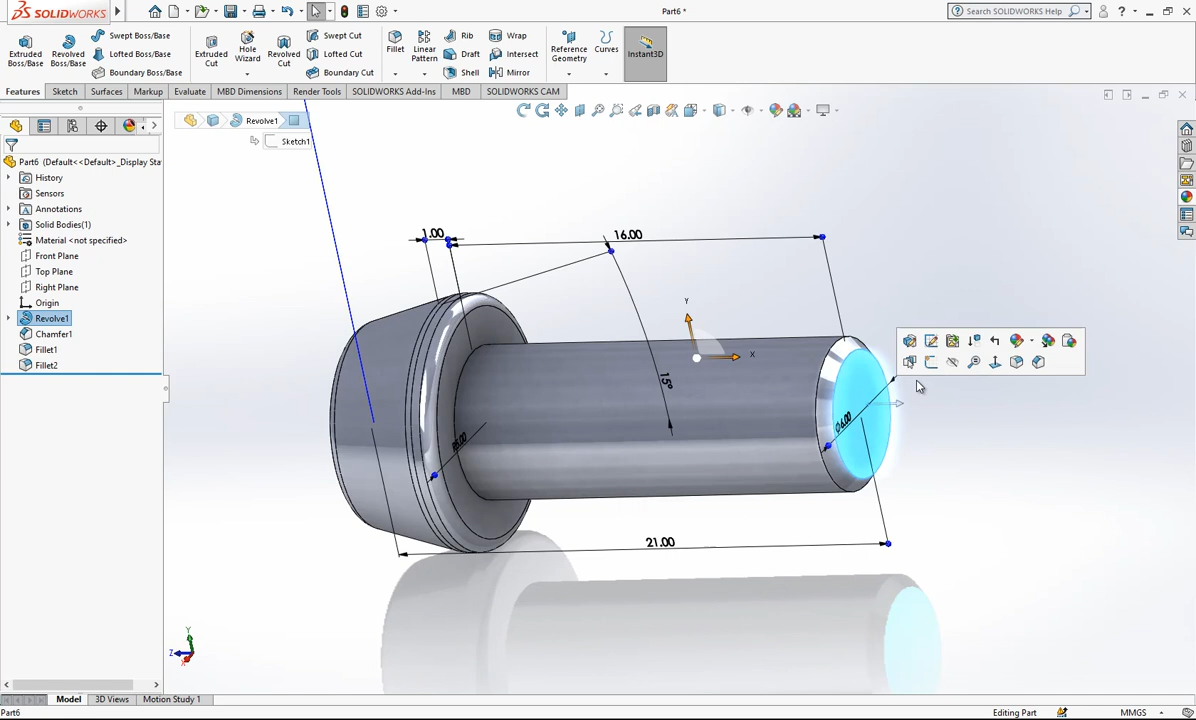 SOLIDWORKS
Part6 *
Search SOLIDWORKS Help
Extruded Boss/Base
Revolved Boss/Base
Swept Boss/Base
Lofted Boss/Base
Boundary Boss/Base
Extruded Cut
Hole Wizard
Revolved Cut
Swept Cut
Lofted Cut
Boundary Cut
Fillet
Linear Pattern
Rib
Draft
Shell
Wrap
Intersect
Mirror
Reference Geometry
Curves
Instant3D
Features
Sketch
Surfaces
Markup
Evaluate
MBD Dimensions
Render Tools
SOLIDWORKS Add-Ins
MBD
SOLIDWORKS CAM
Revolve1
Sketch1
Part6 (Default<<Default>_Display Sta
History
Sensors
Annotations
Solid Bodies(1)
Material <not specified>
Front Plane
Top Plane
Right Plane
Origin
Revolve1
Chamfer1
Fillet1
Fillet2
1.00
16.00
Y
X
15°
Ø6.00
21.00
Y
Z
X
Model
3D Views
Motion Study 1
Part6
Editing Part
MMGS